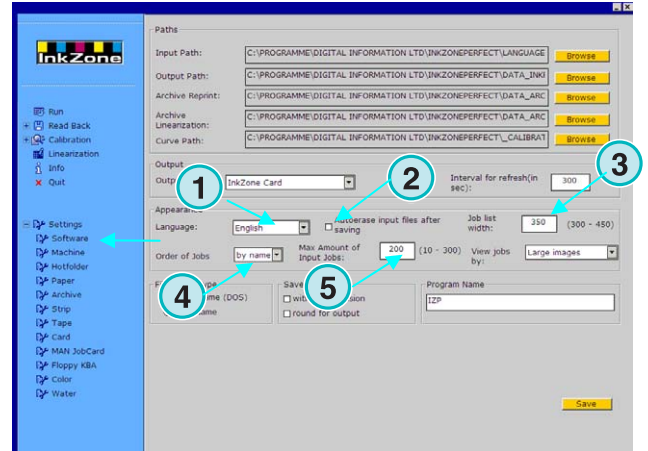 InkZone
Run
Read Back
Calibration
Linearization
Info
Quit
Settings
Software
Machine
Hotfolder
Paper
Archive
Strip
Tape
Card
MAN JobCard
Floppy KBA
Color
Water
Paths
Input Path: C:\PROGRAMME\DIGITAL INFORMATION LTD\INKZONEPERFECT\LANGUAGE Browse
Output Path: C:\PROGRAMME\DIGITAL INFORMATION LTD\INKZONEPERFECT\DATA_INKI Browse
Archive Reprint: C:\PROGRAMME\DIGITAL INFORMATION LTD\INKZONEPERFECT\DATA_ARC Browse
Archive
Linearization: C:\PROGRAMME\DIGITAL INFORMATION LTD\INKZONEPERFECT\DATA_ARC Browse
Curve Path: C:\PROGRAMME\DIGITAL INFORMATION LTD\INKZONEPERFECT\_CALIBRAT Browse
Output
InkZone Card
Interval for refresh(in
sec): 300
1
2
3
Language: English
Autoerase input files after
saving
Job list
width: 350 (300 - 450)
Order of Jobs by name
Max Amount of
Input Jobs: 200 (10 - 300)
View jobs
by: Large images
4
5
(DOS)
Save
round for output
Program Name
IZP
Save